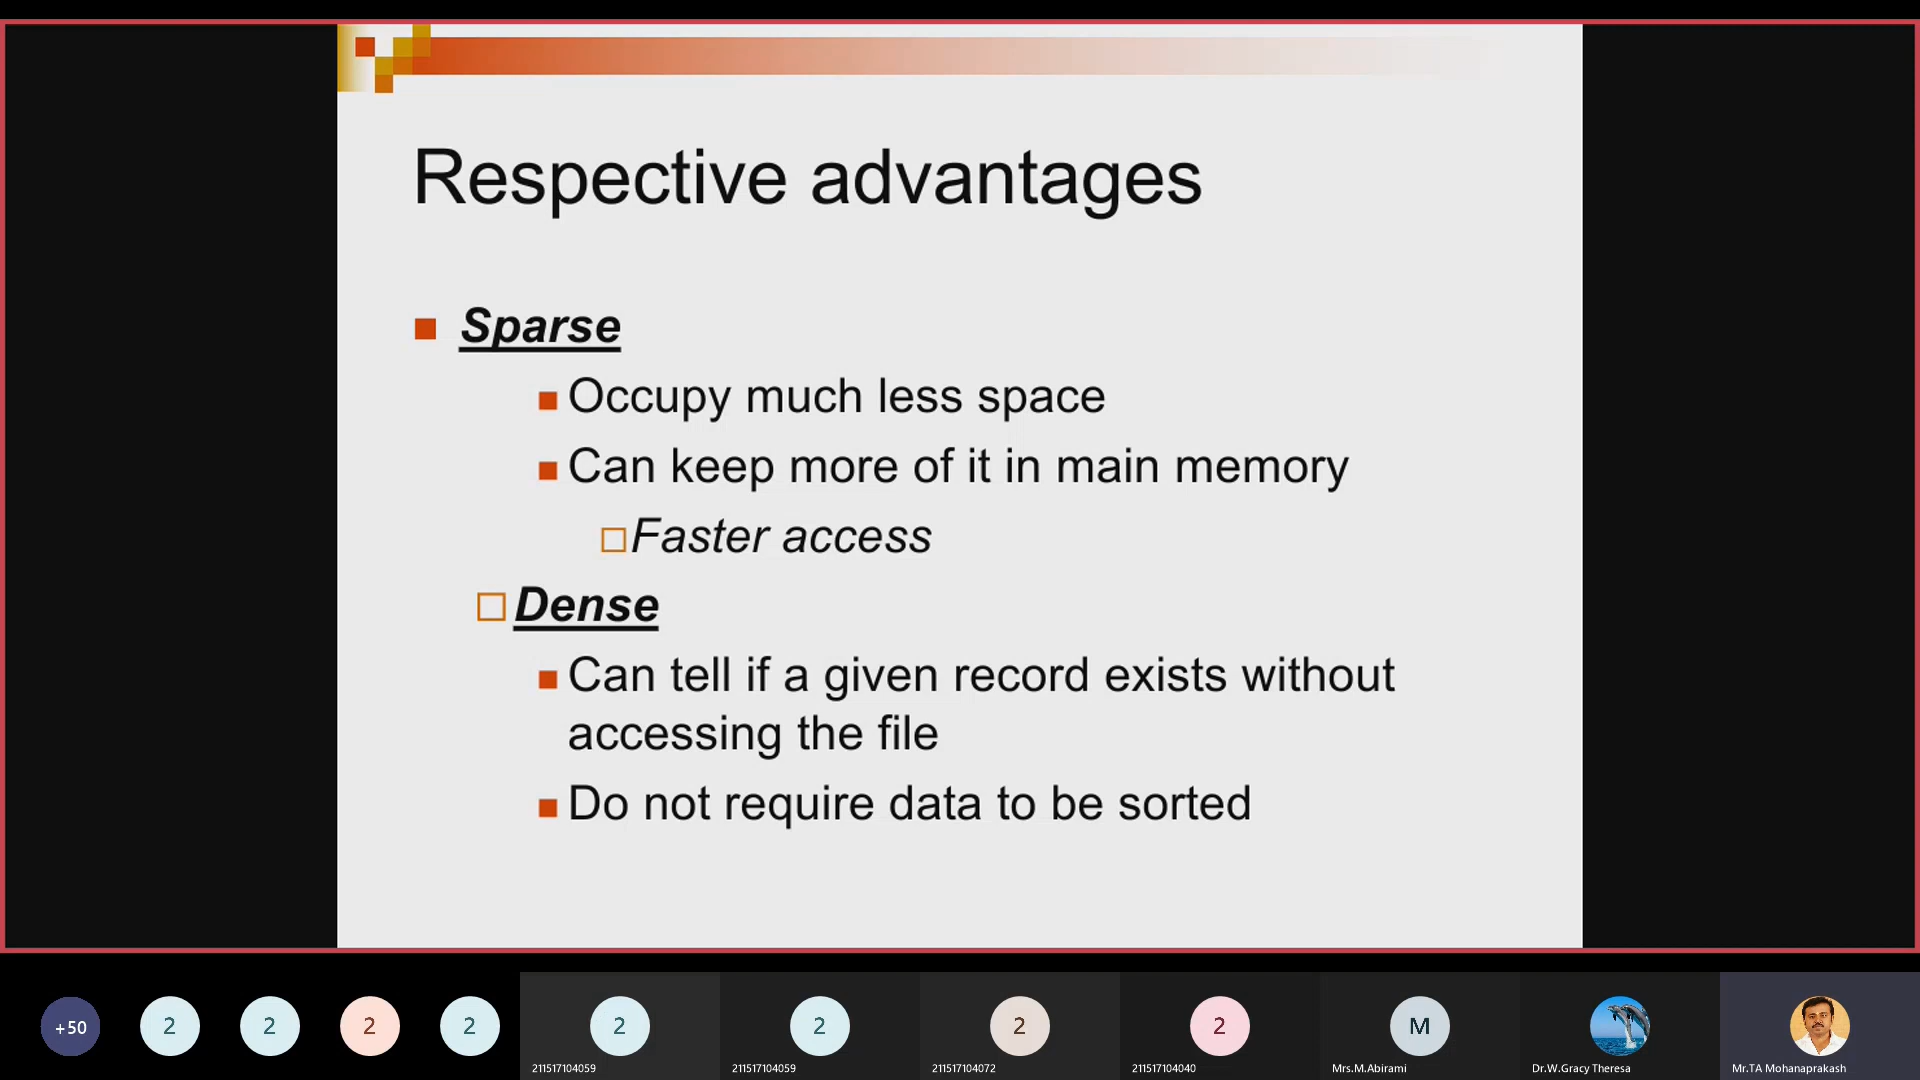 Respective advantages
Sparse
Occupy much less space
Can keep more of it in main memory
Faster access
Dense
Can tell if a given record exists without
accessing the file
Do not require data to be sorted
+50
2
2
2
2
2
2
2
2
M
211517104059
211517104059
211517104072
211517104040
Mrs.M.Abirami
Dr.W.Gracy Theresa
Mr.TA Mohanaprakash